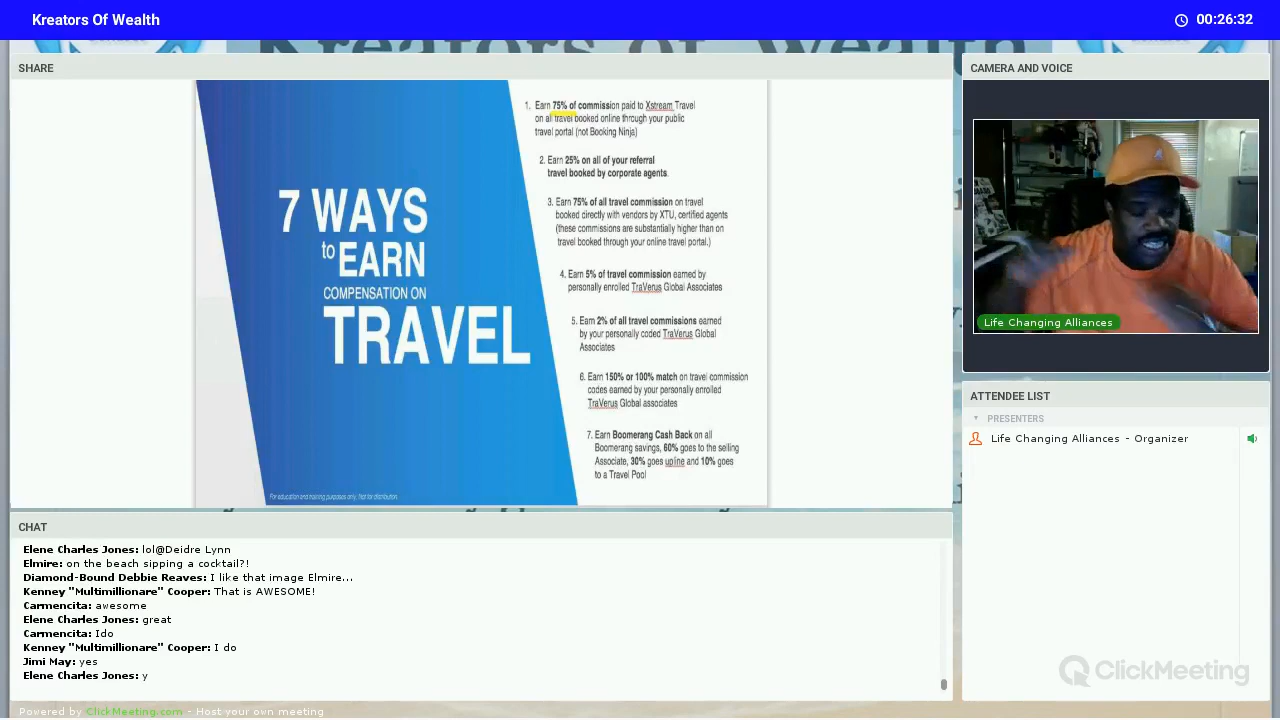 Kreators Of Wealth
00:26:32
Kreators of Wealth
SHARE
7 WAYS
to EARN
COMPENSATION ON
TRAVEL
1. Earn 75% of commission paid to Xstream Travel
on all travel booked online through your public
travel portal (not Booking Ninja)
2. Earn 25% on all of your referral
travel booked by corporate agents.
3. Earn 75% of all travel commission on travel
booked directly with vendors by XTU, certified agents
(these commissions are substantially higher than on
travel booked through your online travel portal.)
4. Earn 5% of travel commission earned by
personally enrolled TraVerus Global Associates
5. Earn 2% of all travel commissions earned
by your personally coded TraVerus Global
Associates
6. Earn 150% or 100% match on travel commission
codes earned by your personally enrolled
TraVerus Global associates
7. Earn Boomerang Cash Back on all
Boomerang savings, 60% goes to the selling
Associate, 30% goes upline and 10% goes
to a Travel Pool
For education and training purposes only. Not for distribution.
CAMERA AND VOICE
Life Changing Alliances
ATTENDEE LIST
PRESENTERS
Life Changing Alliances - Organizer
CHAT
Elene Charles Jones: lol@Deidre Lynn
Elmire: on the beach sipping a cocktail?!
Diamond-Bound Debbie Reaves: I like that image Elmire...
Kenney "Multimillionare" Cooper: That is AWESOME!
Carmencita: awesome
Elene Charles Jones: great
Carmencita: Ido
Kenney "Multimillionare" Cooper: I do
Jimi May: yes
Elene Charles Jones: y
ClickMeeting
Powered by ClickMeeting.com - Host your own meeting